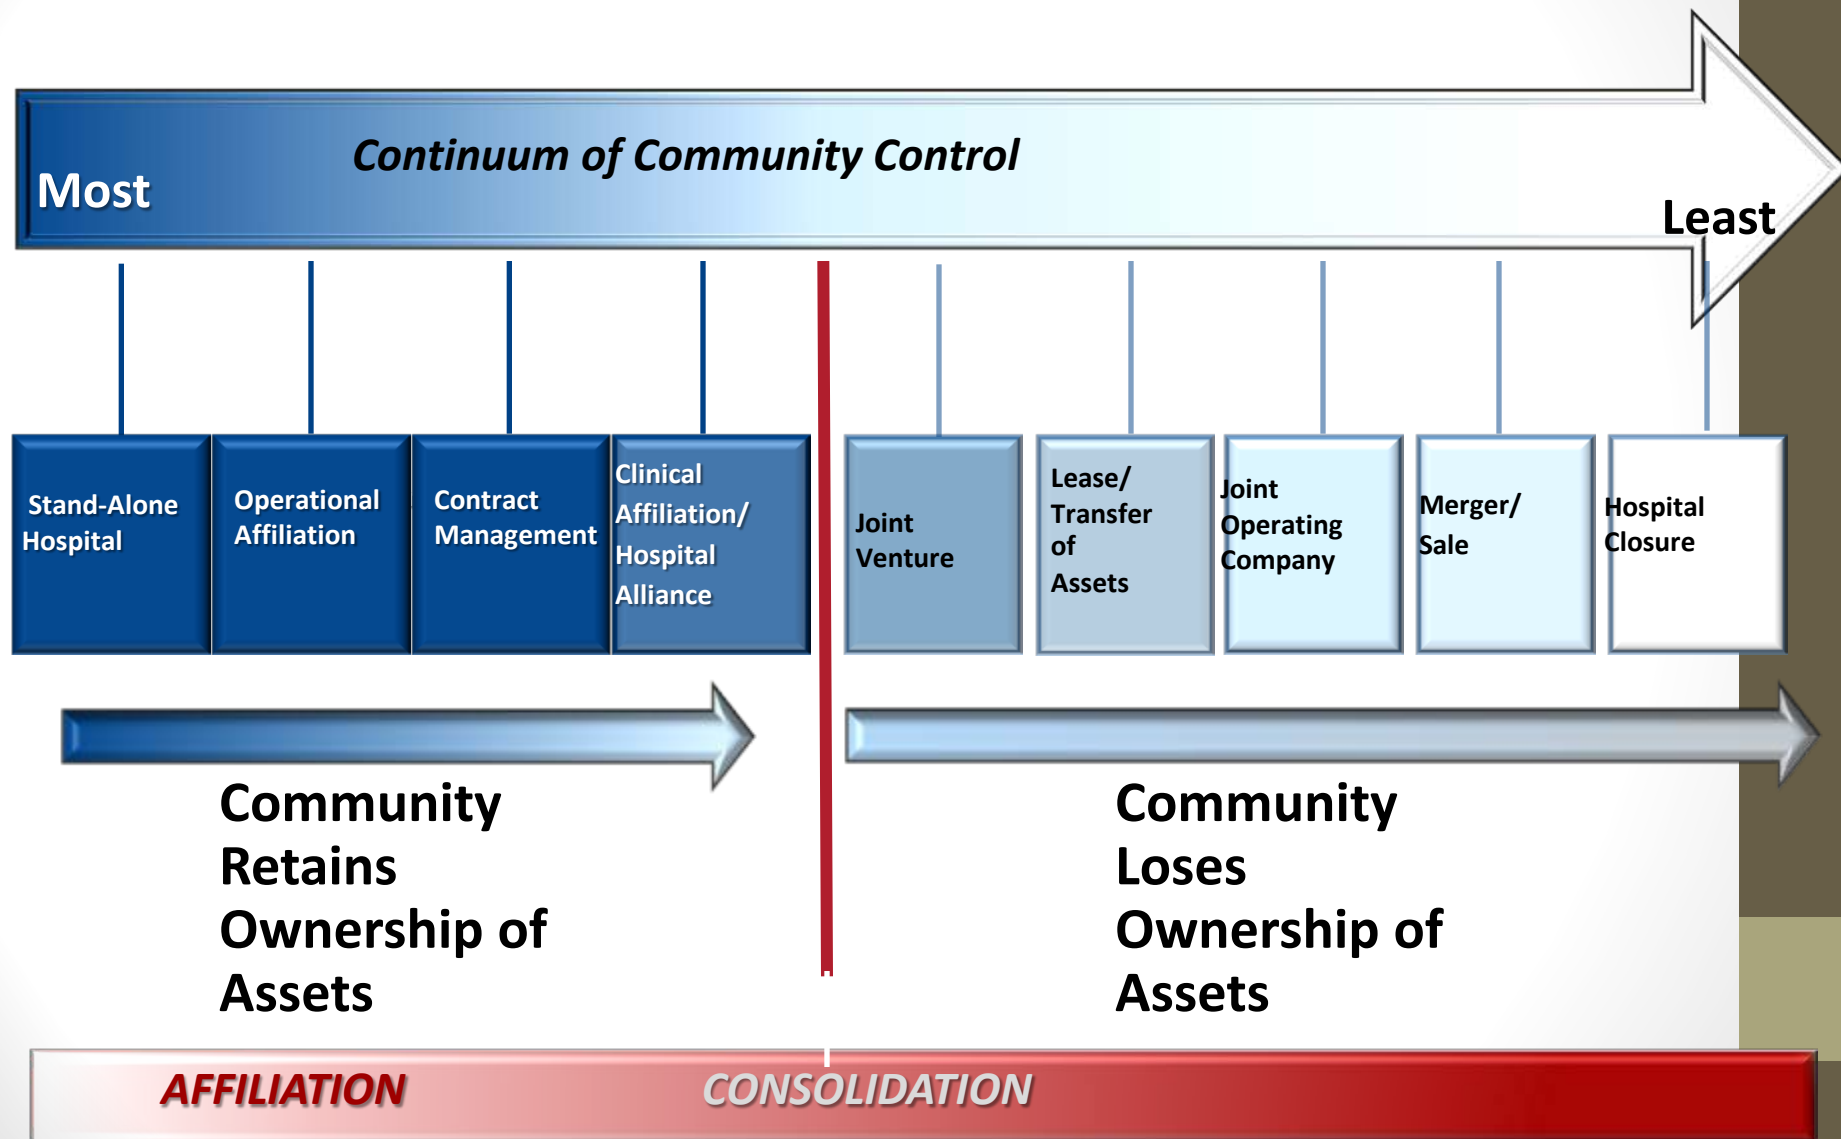 Continuum of Community Control
Most
Least
Stand-Alone
Hospital
Operational
Affiliation
Contract
Management
Clinical
Affiliation/
Hospital
Alliance
Joint
Venture
Lease/
Transfer
of
Assets
Joint
Operating
Company
Merger/
Sale
Hospital
Closure
Community
Retains
Ownership of
Assets
Community
Loses
Ownership of
Assets
AFFILIATION
CONSOLIDATION